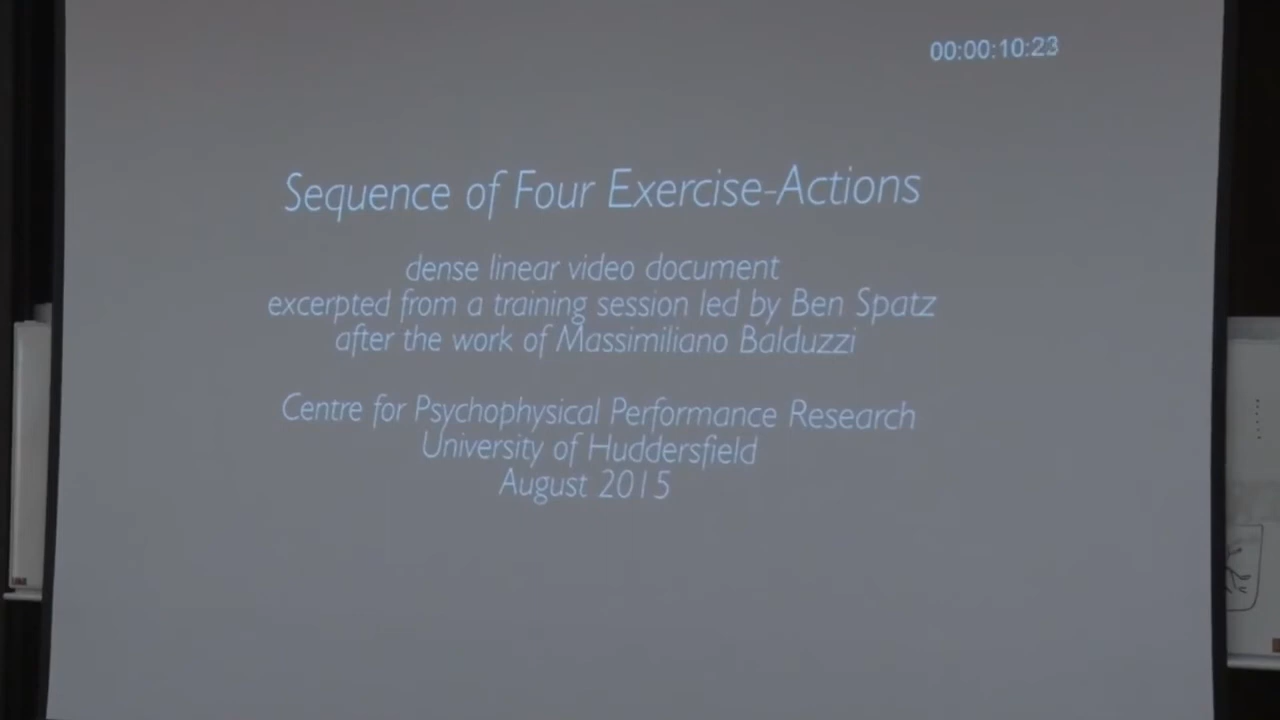 00:00:10:23
Sequence of Four Exercise-Actions
dense linear video document
excerpted from a training session led by Ben Spatz
after the work of Massimiliano Balduzzi
Centre for Psychophysical Performance Research
University of Huddersfield
August 2015